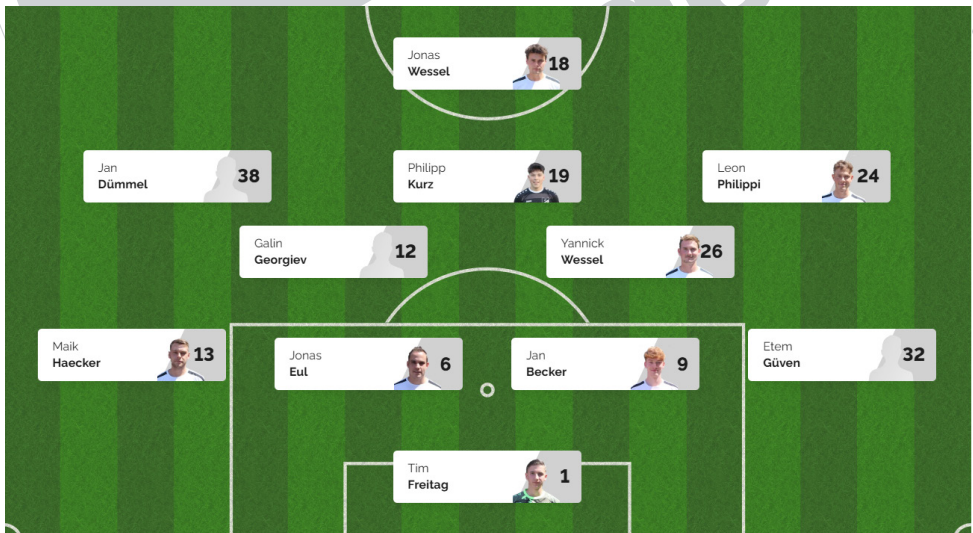 Jonas
Wessel
18
Jan
Dümmel
38
Philipp
Kurz
19
Leon
Philippi
24
Galin
Georgiev
12
Yannick
Wessel
26
Maik
Haecker
13
Jonas
Eul
6
Jan
Becker
9
Etem
Güven
32
Tim
Freitag
1